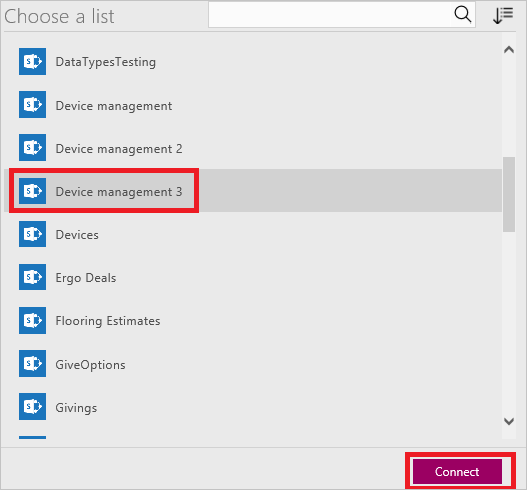 Choose a list
DataTypesTesting
Device management
Device management 2
Device management 3
Devices
Ergo Deals
Flooring Estimates
GiveOptions
Givings
Connect